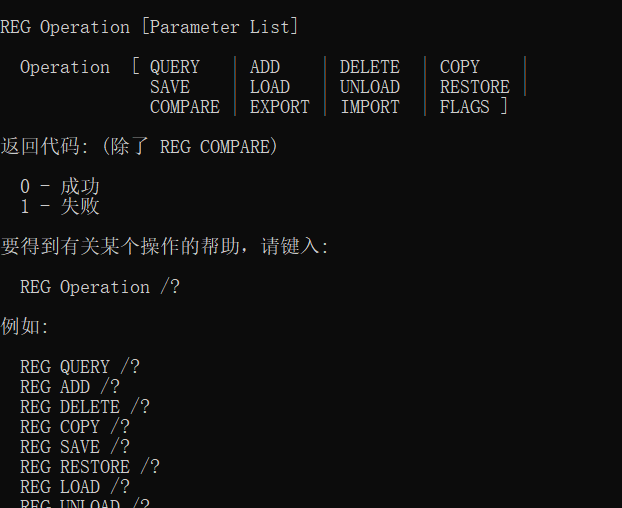 REG Operation [Parameter List]
Operation [ QUERY | ADD | DELETE | COPY |
SAVE | LOAD | UNLOAD | RESTORE |
COMPARE | EXPORT | IMPORT | FLAGS ]
返回代码: (除了 REG COMPARE)
0 - 成功
1 - 失败
要得到有关某个操作的帮助，请键入:
REG Operation /?
例如:
REG QUERY /?
REG ADD /?
REG DELETE /?
REG COPY /?
REG SAVE /?
REG RESTORE /?
REG LOAD /?
REG UNLOAD /?